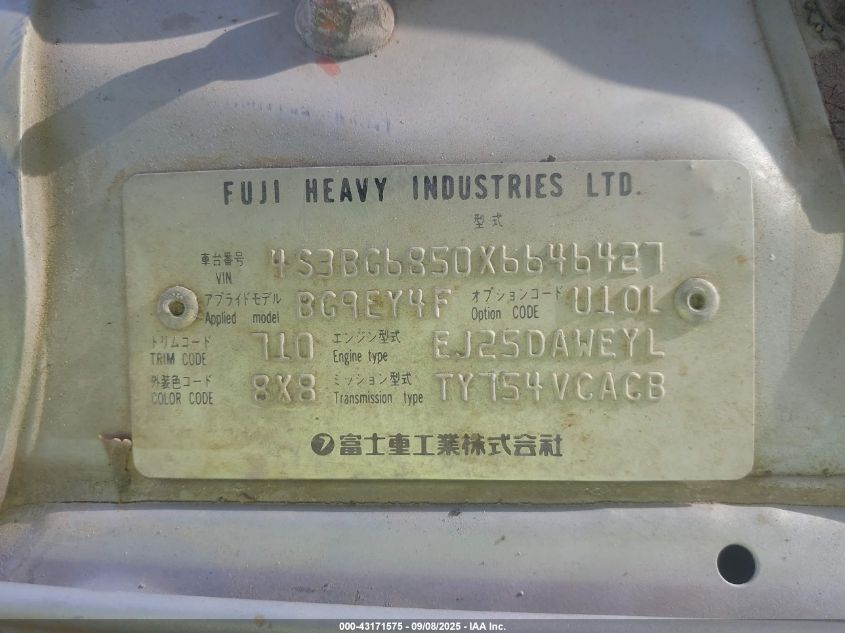 FUJI HEAVY INDUSTRIES LTD.
型式
車台番号 VIN 4S3BG6850X6646427
アプライドモデル Applied model BG9EY4F オプションコード Option CODE U10L
トリムコード TRIM CODE 710 エンジン型式 Engine type EJ25DAWEYL
外装色コード COLOR CODE 8X8 ミッション型式 Transmission type TY754VCACB
富士重工業株式会社
000-43171575 - 09/08/2025 - IAA Inc.